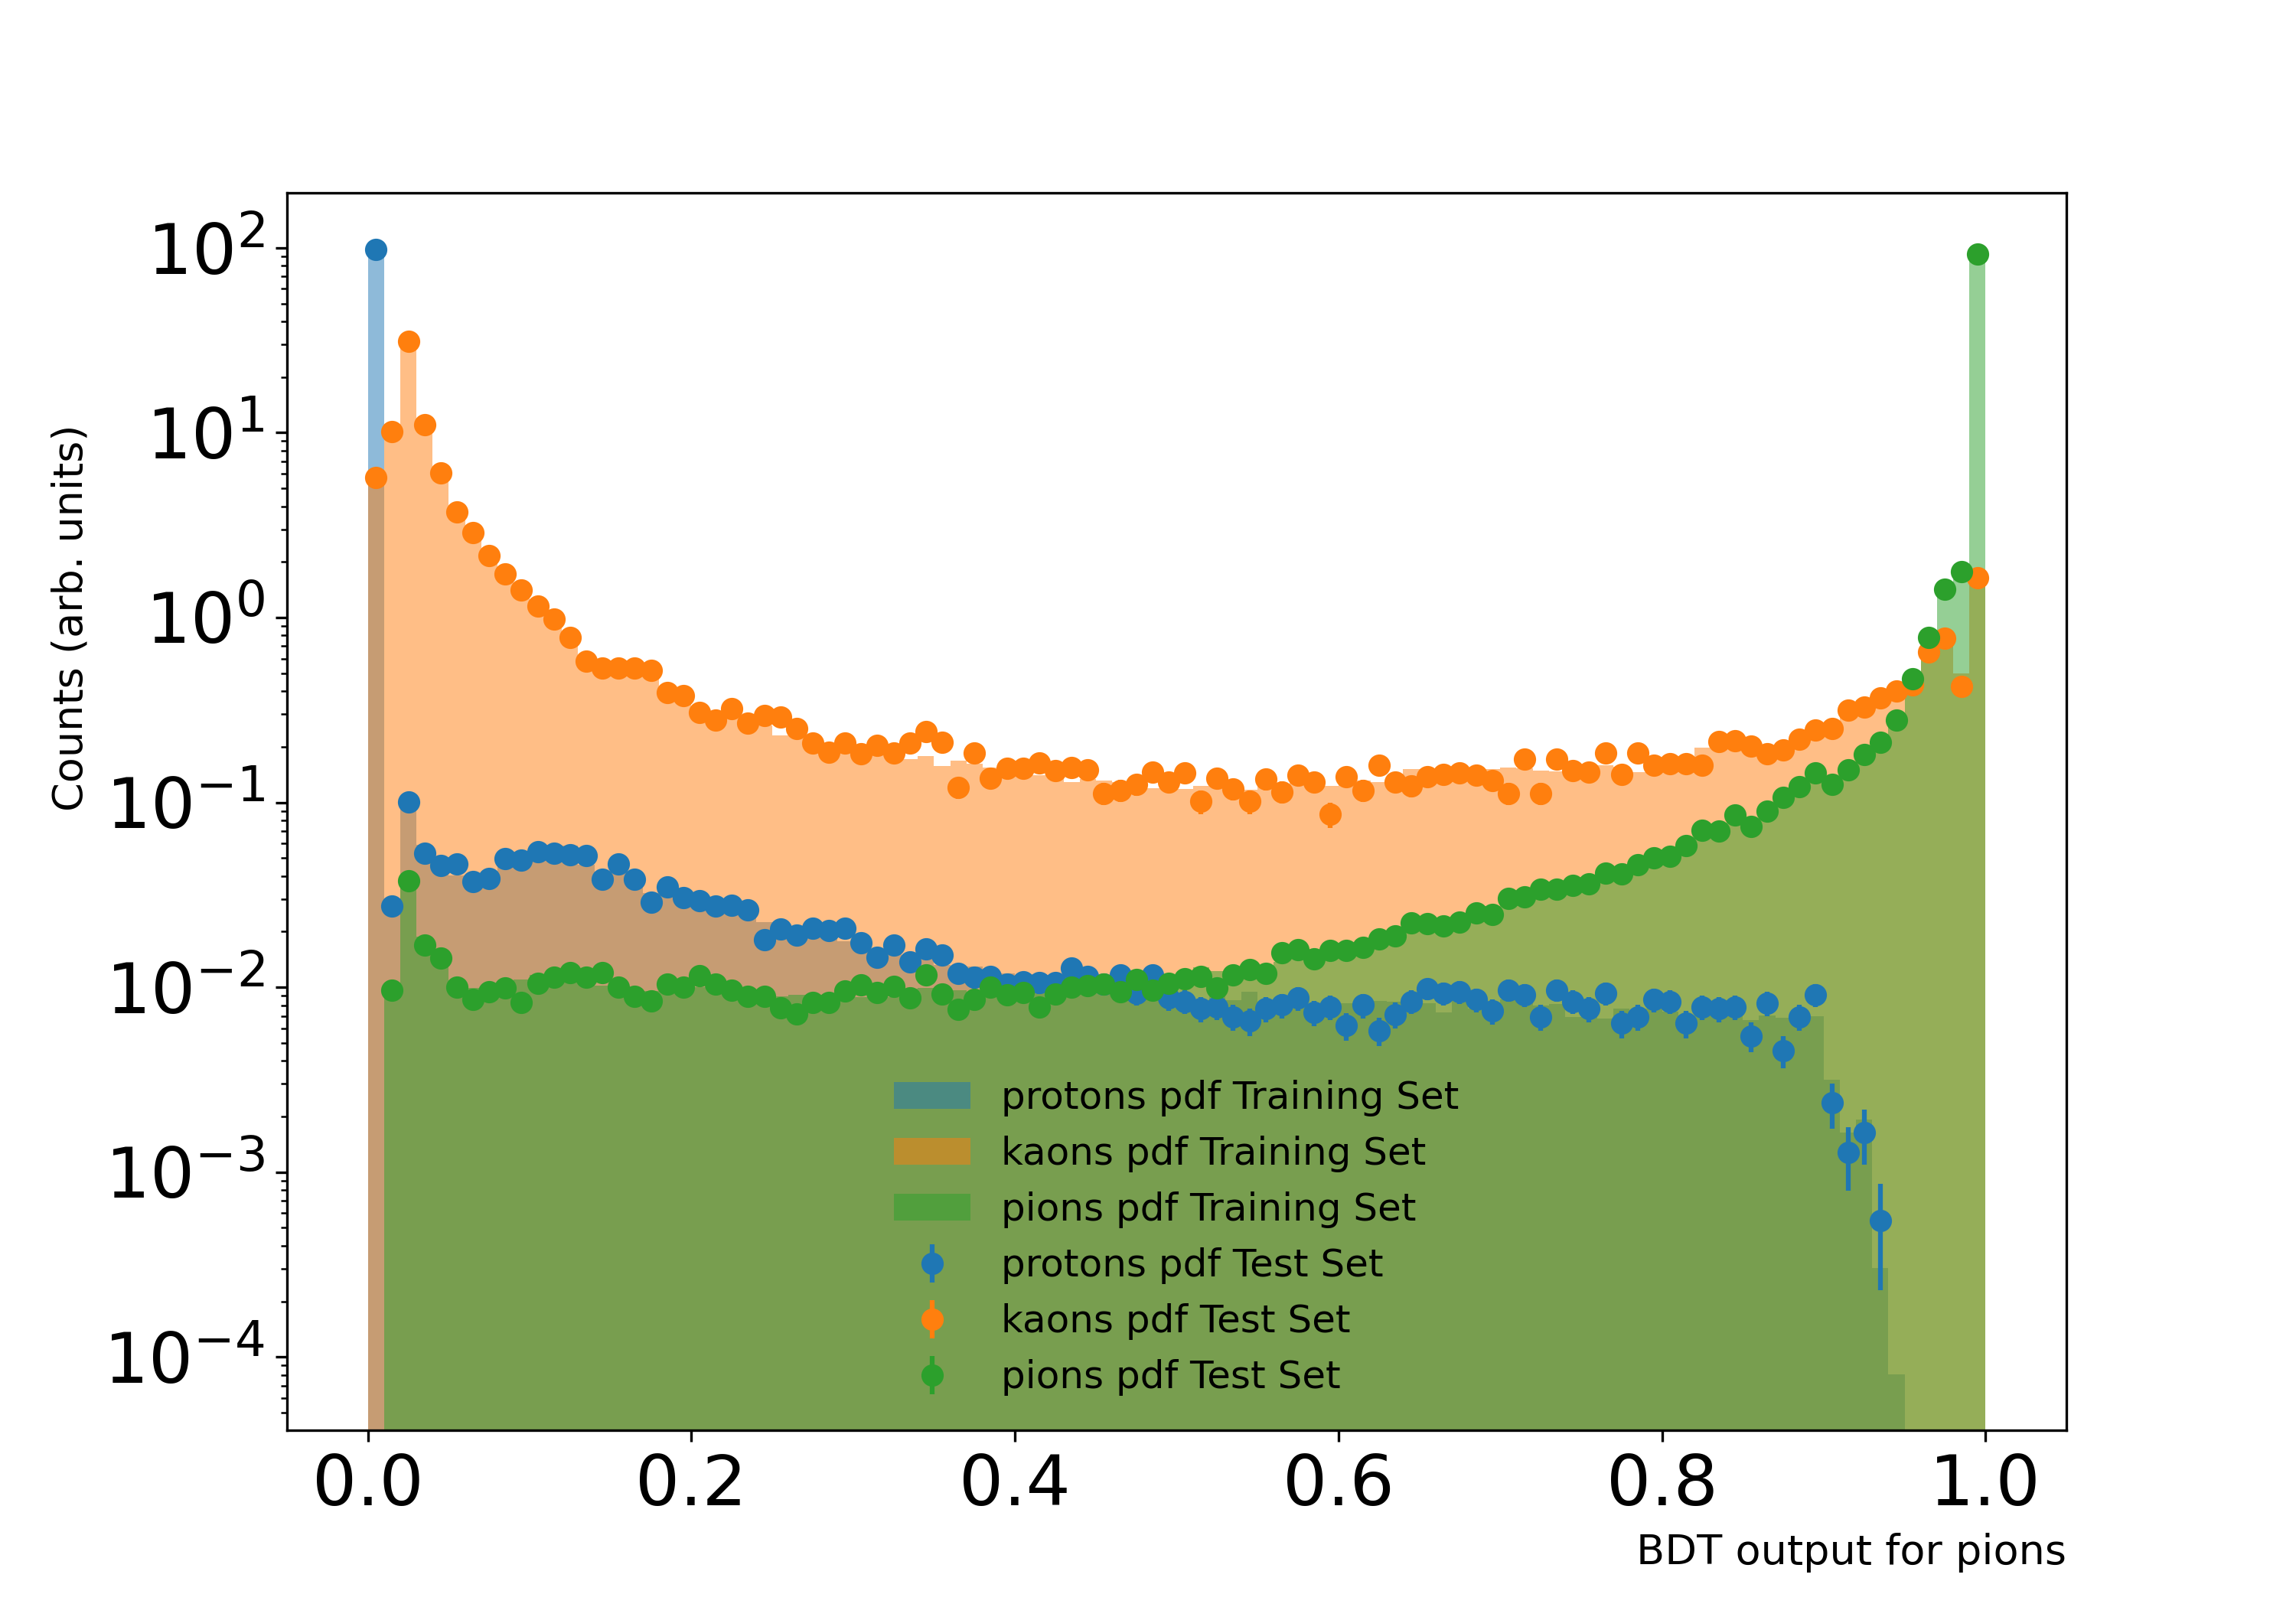 Counts (arb. units)
10²
10¹
10⁰
10⁻¹
10⁻²
10⁻³
10⁻⁴
protons pdf Training Set
kaons pdf Training Set
pions pdf Training Set
protons pdf Test Set
kaons pdf Test Set
pions pdf Test Set
0.0 0.2 0.4 0.6 0.8 1.0
BDT output for pions